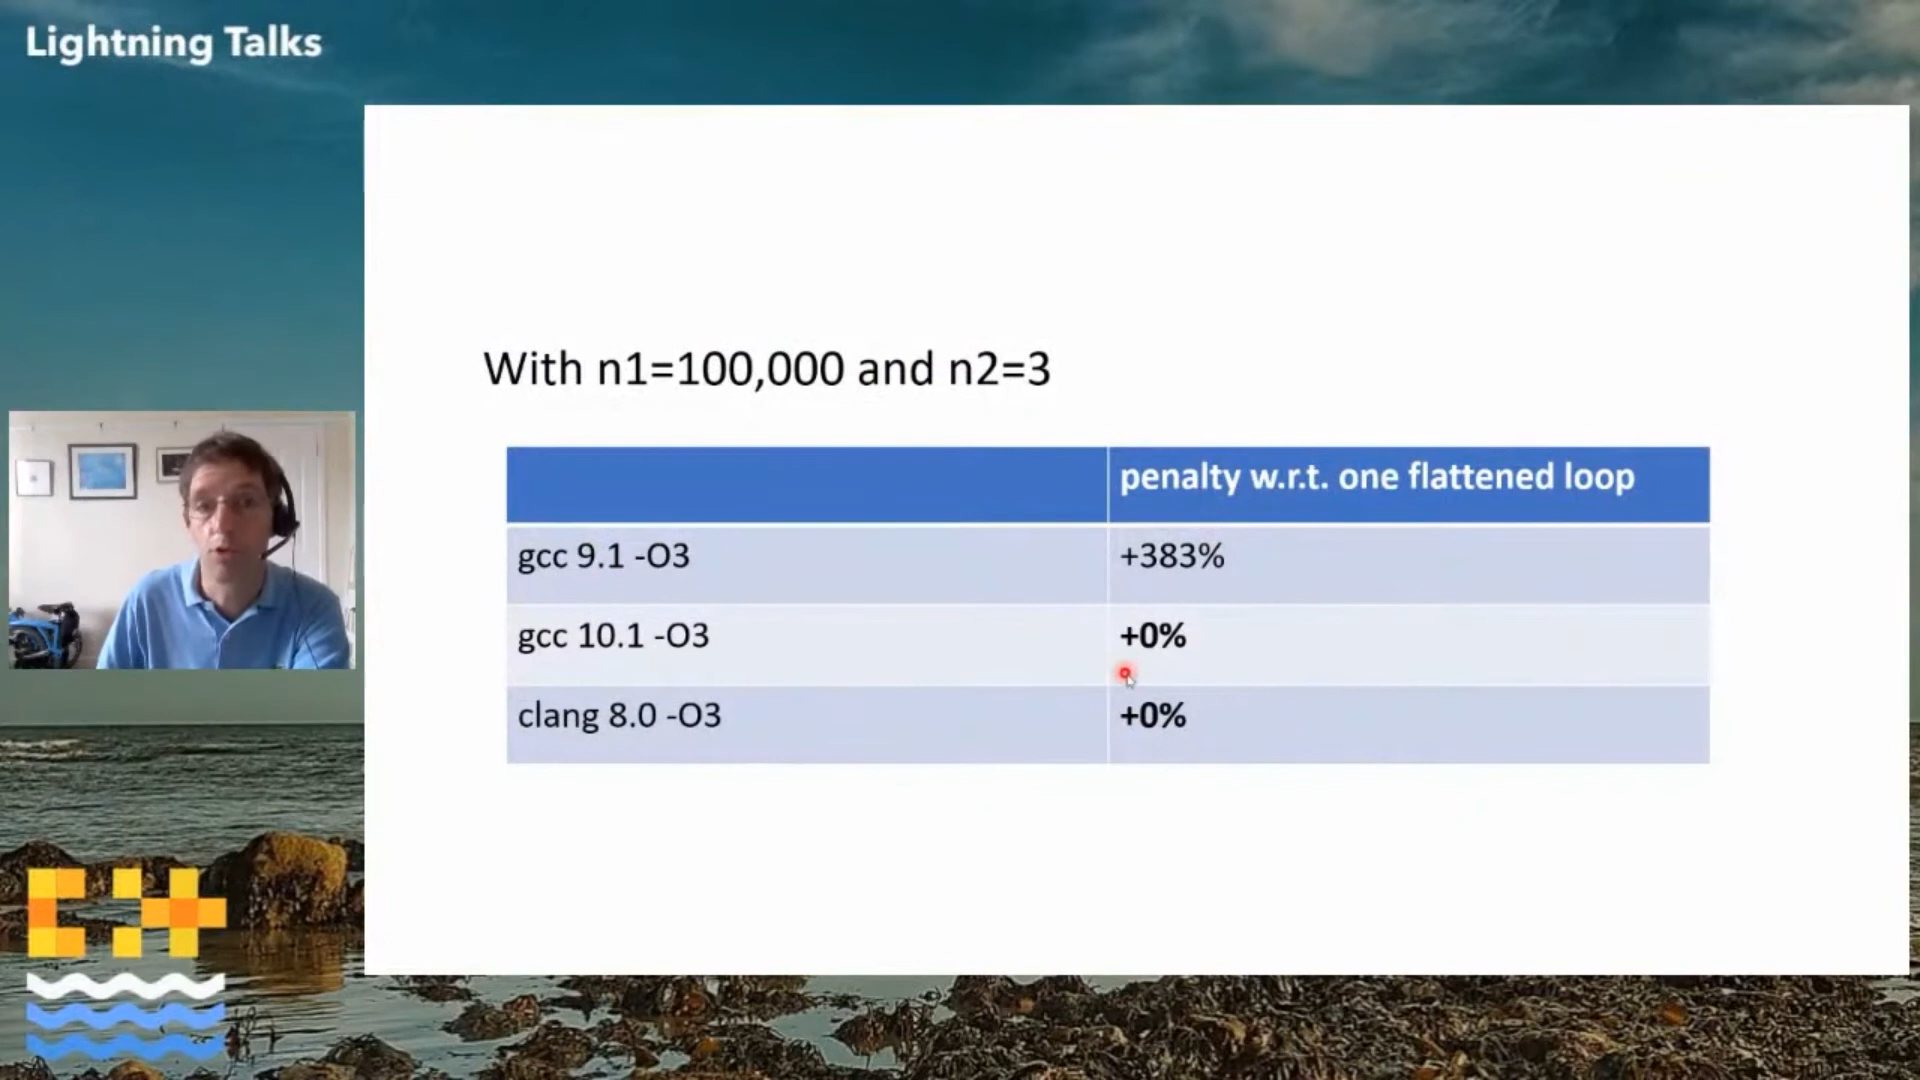 Lightning Talks
With n1=100,000 and n2=3
penalty w.r.t. one flattened loop
gcc 9.1 -O3
+383%
gcc 10.1 -O3
+0%
clang 8.0 -O3
+0%